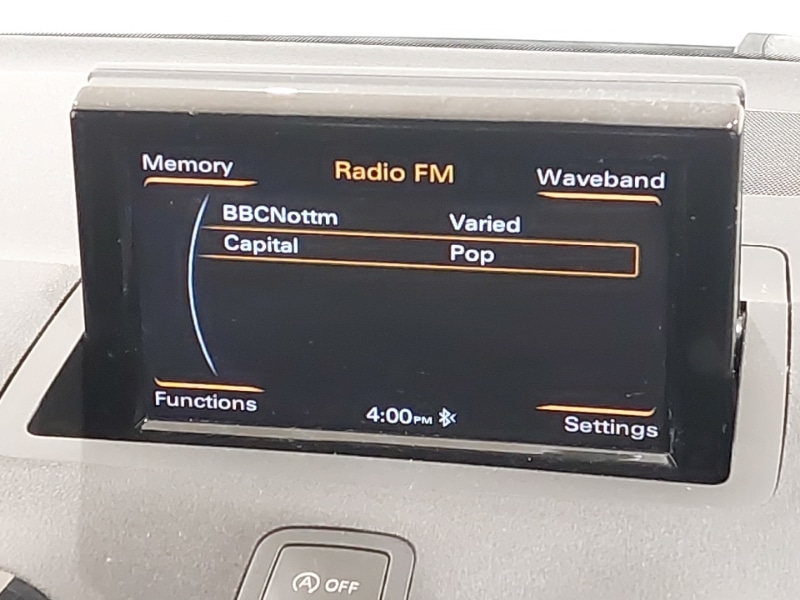 Memory Radio FM Waveband
BBCNottm Varied
Capital Pop
Functions 4:00PM Settings
A OFF